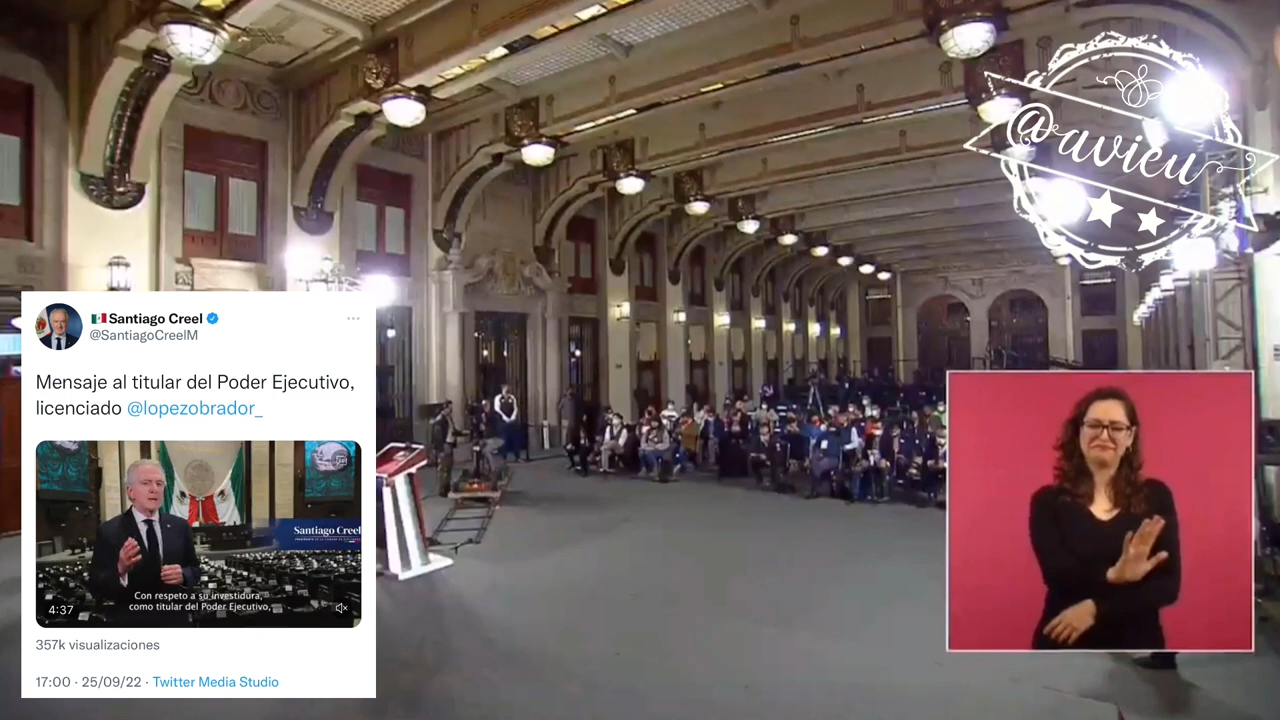 Santiago Creel
@SantiagoCreelM
Mensaje al titular del Poder Ejecutivo,
licenciado @lopezobrador_
Santiago Creel
Con respeto a su investidura,
como titular del Poder Ejecutivo,
4:37
357k visualizaciones
17:00 · 25/09/22 · Twitter Media Studio
@avieu